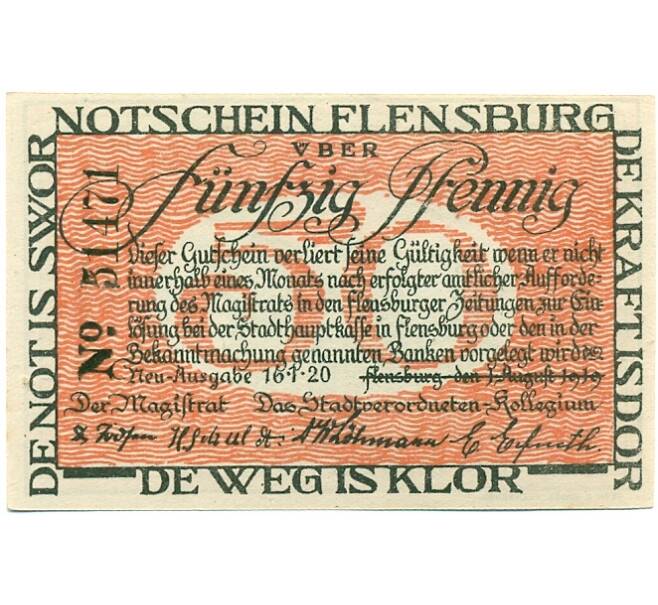 NOTSCHEIN FLENSBURG
VBER
Fünfzig Pfennig
Dieser Gutschein verliert seine Gültigkeit wenn er nicht
innerhalb eines Monats nach erfolgter amtlicher Aufforde-
rung des Magistrats in den Flensburger Zeitungen zur Ein-
lösung bei der Stadthauptkasse in Flensburg oder den in der
Bekanntmachung genannten Banken vorgelegt wird
Neu-Ausgabe 16·1·20 Flensburg den 1 August 1919
Der Magistrat Das Stadtverordneten-Kollegium
No. 51471
DE NOT IS SWOR
DE KRAFT IS DOR
DE WEG IS KLOR
50